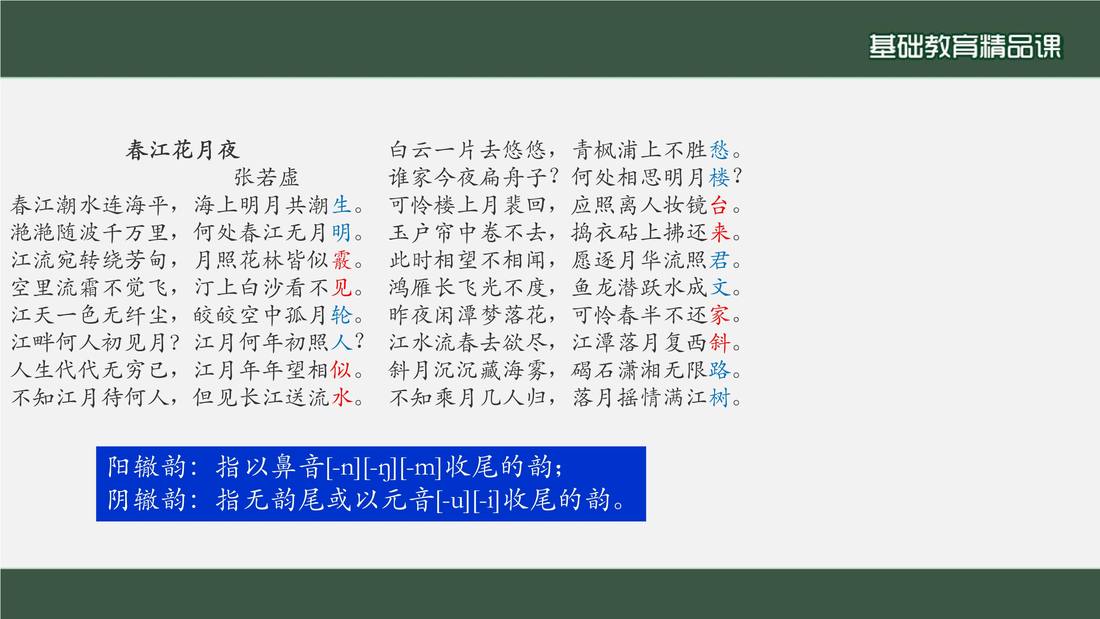 基础教育精品课
春江花月夜
张若虚
春江潮水连海平，海上明月共潮生。
滟滟随波千万里，何处春江无月明。
江流宛转绕芳甸，月照花林皆似霰。
空里流霜不觉飞，汀上白沙看不见。
江天一色无纤尘，皎皎空中孤月轮。
江畔何人初见月？江月何年初照人？
人生代代无穷已，江月年年望相似。
不知江月待何人，但见长江送流水。
白云一片去悠悠，青枫浦上不胜愁。
谁家今夜扁舟子？何处相思明月楼？
可怜楼上月裴回，应照离人妆镜台。
玉户帘中卷不去，捣衣砧上拂还来。
此时相望不相闻，愿逐月华流照君。
鸿雁长飞光不度，鱼龙潜跃水成文。
昨夜闲潭梦落花，可怜春半不还家。
江水流春去欲尽，江潭落月复西斜。
斜月沉沉藏海雾，碣石潇湘无限路。
不知乘月几人归，落月摇情满江树。
阳辙韵：指以鼻音[-n][-ŋ][-m]收尾的韵；
阴辙韵：指无韵尾或以元音[-u][-i]收尾的韵。